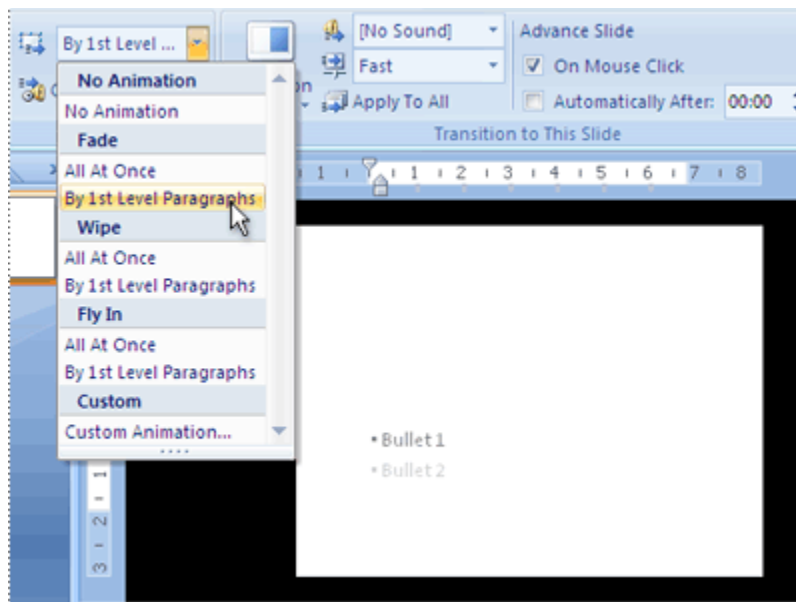 By 1st Level ...
[No Sound]
Fast
Apply To All
Advance Slide
On Mouse Click
Automatically After: 00:00
Transition to This Slide
No Animation
No Animation
Fade
All At Once
By 1st Level Paragraphs
Wipe
All At Once
By 1st Level Paragraphs
Fly In
All At Once
By 1st Level Paragraphs
Custom
Custom Animation...
1 1 2 3 4 5 6 7 8
•Bullet 1
•Bullet 2
1
2
3